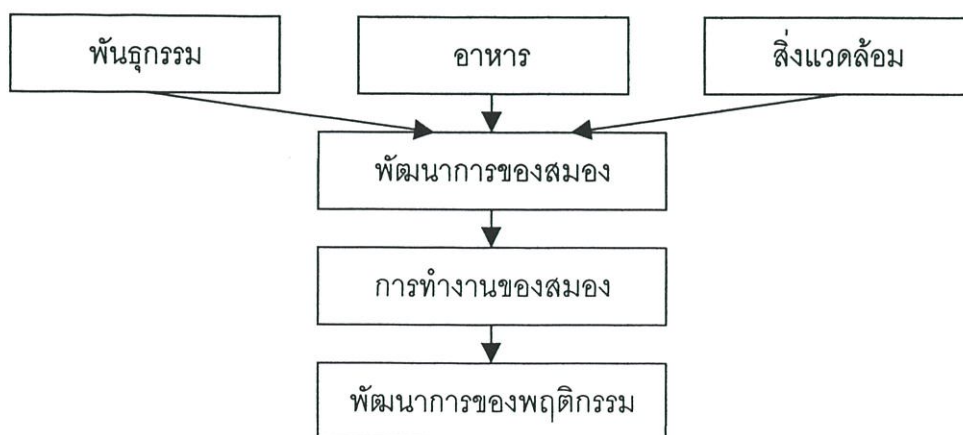 พันธุกรรม
อาหาร
สิ่งแวดล้อม
พัฒนาการของสมอง
การทำงานของสมอง
พัฒนาการของพฤติกรรม